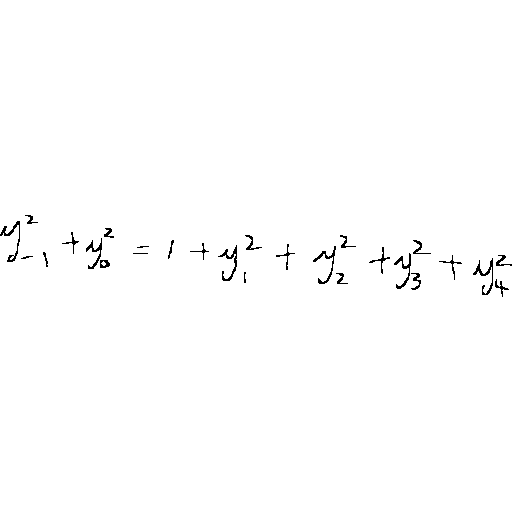 y_{-1}^2 + y_0^2 = 1 + y_1^2 + y_2^2 + y_3^2 + y_4^2